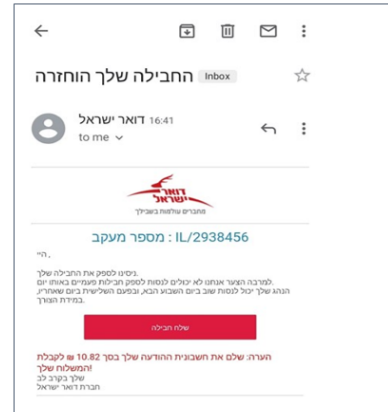 החבילה שלך הוחזרה Inbox
דואר ישראל 16:41
to me
דואר
ישראל
מחברים עולמות בשבילך
מספר מעקב : IL/2938456
היי.
ניסינו לספק את החבילה שלך.
למרבה הצער אנחנו לא יכולים לנסות לספק חבילות פעמיים באותו יום.
הנהג שלך יכול לנסות שוב ביום השבוע הבא, ובפעם השלישית ביום שאחריו,
במידת הצורך.
שלח חבילה
הערה: שלם את חשבונית ההודעה שלך בסך 10.82 ₪ לקבלת
המשלוח שלך!
שלך בקרב לב
חברת דואר ישראל